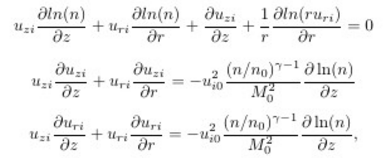 u_{zi} \frac{\partial ln(n)}{\partial z} + u_{ri} \frac{\partial ln(n)}{\partial r} + \frac{\partial u_{zi}}{\partial z} + \frac{1}{r} \frac{\partial ln(ru_{ri})}{\partial r} = 0
u_{zi} \frac{\partial u_{zi}}{\partial z} + u_{ri} \frac{\partial u_{zi}}{\partial r} = -u_{i0}^{2} \frac{(n/n_0)^{\gamma-1}}{M_0^2} \frac{\partial \ln(n)}{\partial z}
u_{zi} \frac{\partial u_{ri}}{\partial z} + u_{ri} \frac{\partial u_{ri}}{\partial r} = -u_{i0}^{2} \frac{(n/n_0)^{\gamma-1}}{M_0^2} \frac{\partial \ln(n)}{\partial z},